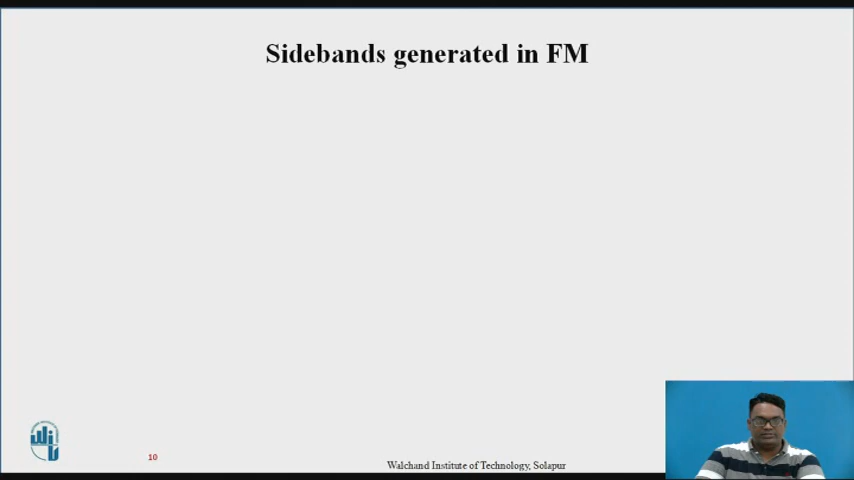 Sidebands generated in FM
10
Walchand Institute of Technology, Solapur